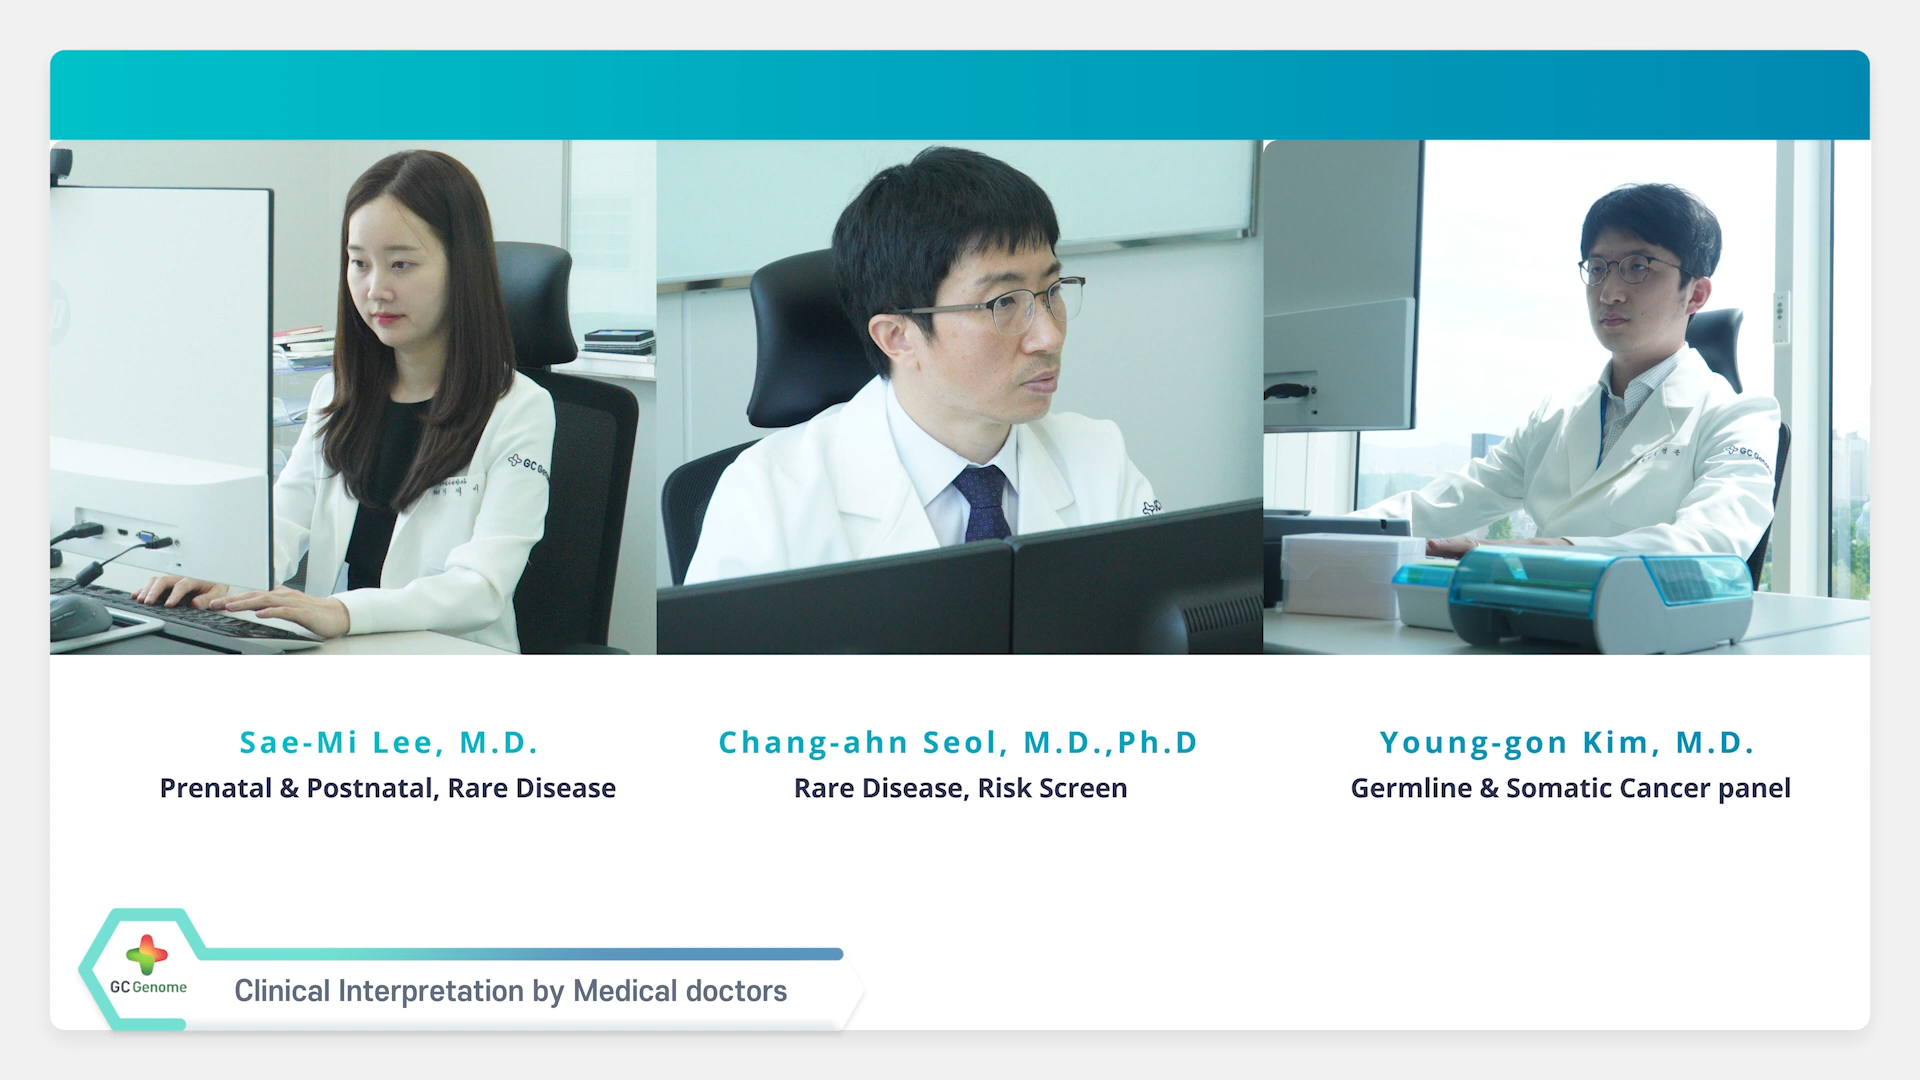 Sae-Mi Lee, M.D.
Prenatal & Postnatal, Rare Disease
Chang-ahn Seol, M.D.,Ph.D
Rare Disease, Risk Screen
Young-gon Kim, M.D.
Germline & Somatic Cancer panel
GC Genome
Clinical Interpretation by Medical doctors